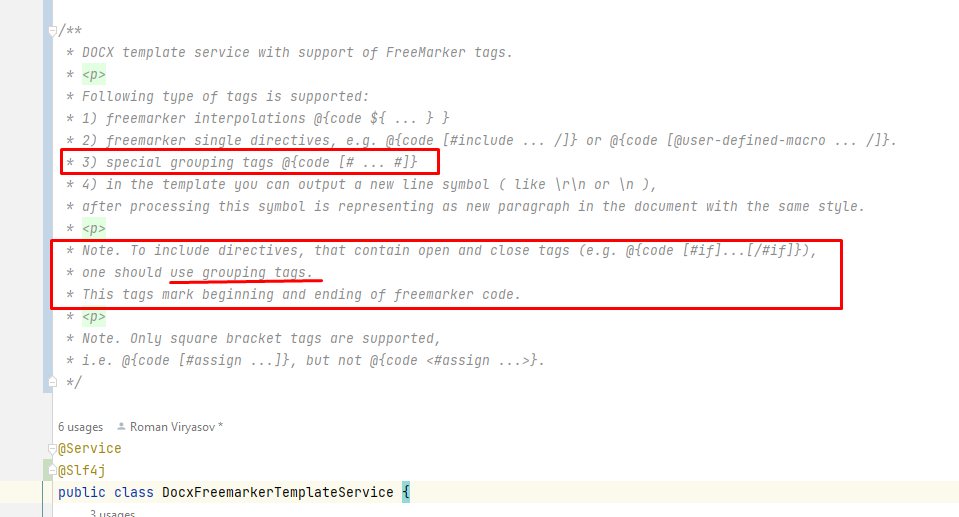 /**
* DOCX template service with support of FreeMarker tags.
* <p>
* Following type of tags is supported:
* 1) freemarker interpolations @{code ${ ... } }
* 2) freemarker single directives, e.g. @{code [#include ... /]} or @{code [@user-defined-macro ... /]}.
* 3) special grouping tags @{code [# ... #]}
* 4) in the template you can output a new line symbol ( like \r\n or \n ),
* after processing this symbol is representing as new paragraph in the document with the same style.
* <p>
* Note. To include directives, that contain open and close tags (e.g. @{code [#if]...[/#if]}),
* one should use grouping tags.
* This tags mark beginning and ending of freemarker code.
* <p>
* Note. Only square bracket tags are supported,
* i.e. @{code [#assign ...]}, but not @{code <#assign ...>}.
*/
6 usages Roman Viryasov *
@Service
@Slf4j
public class DocxFreemarkerTemplateService {
3 usages